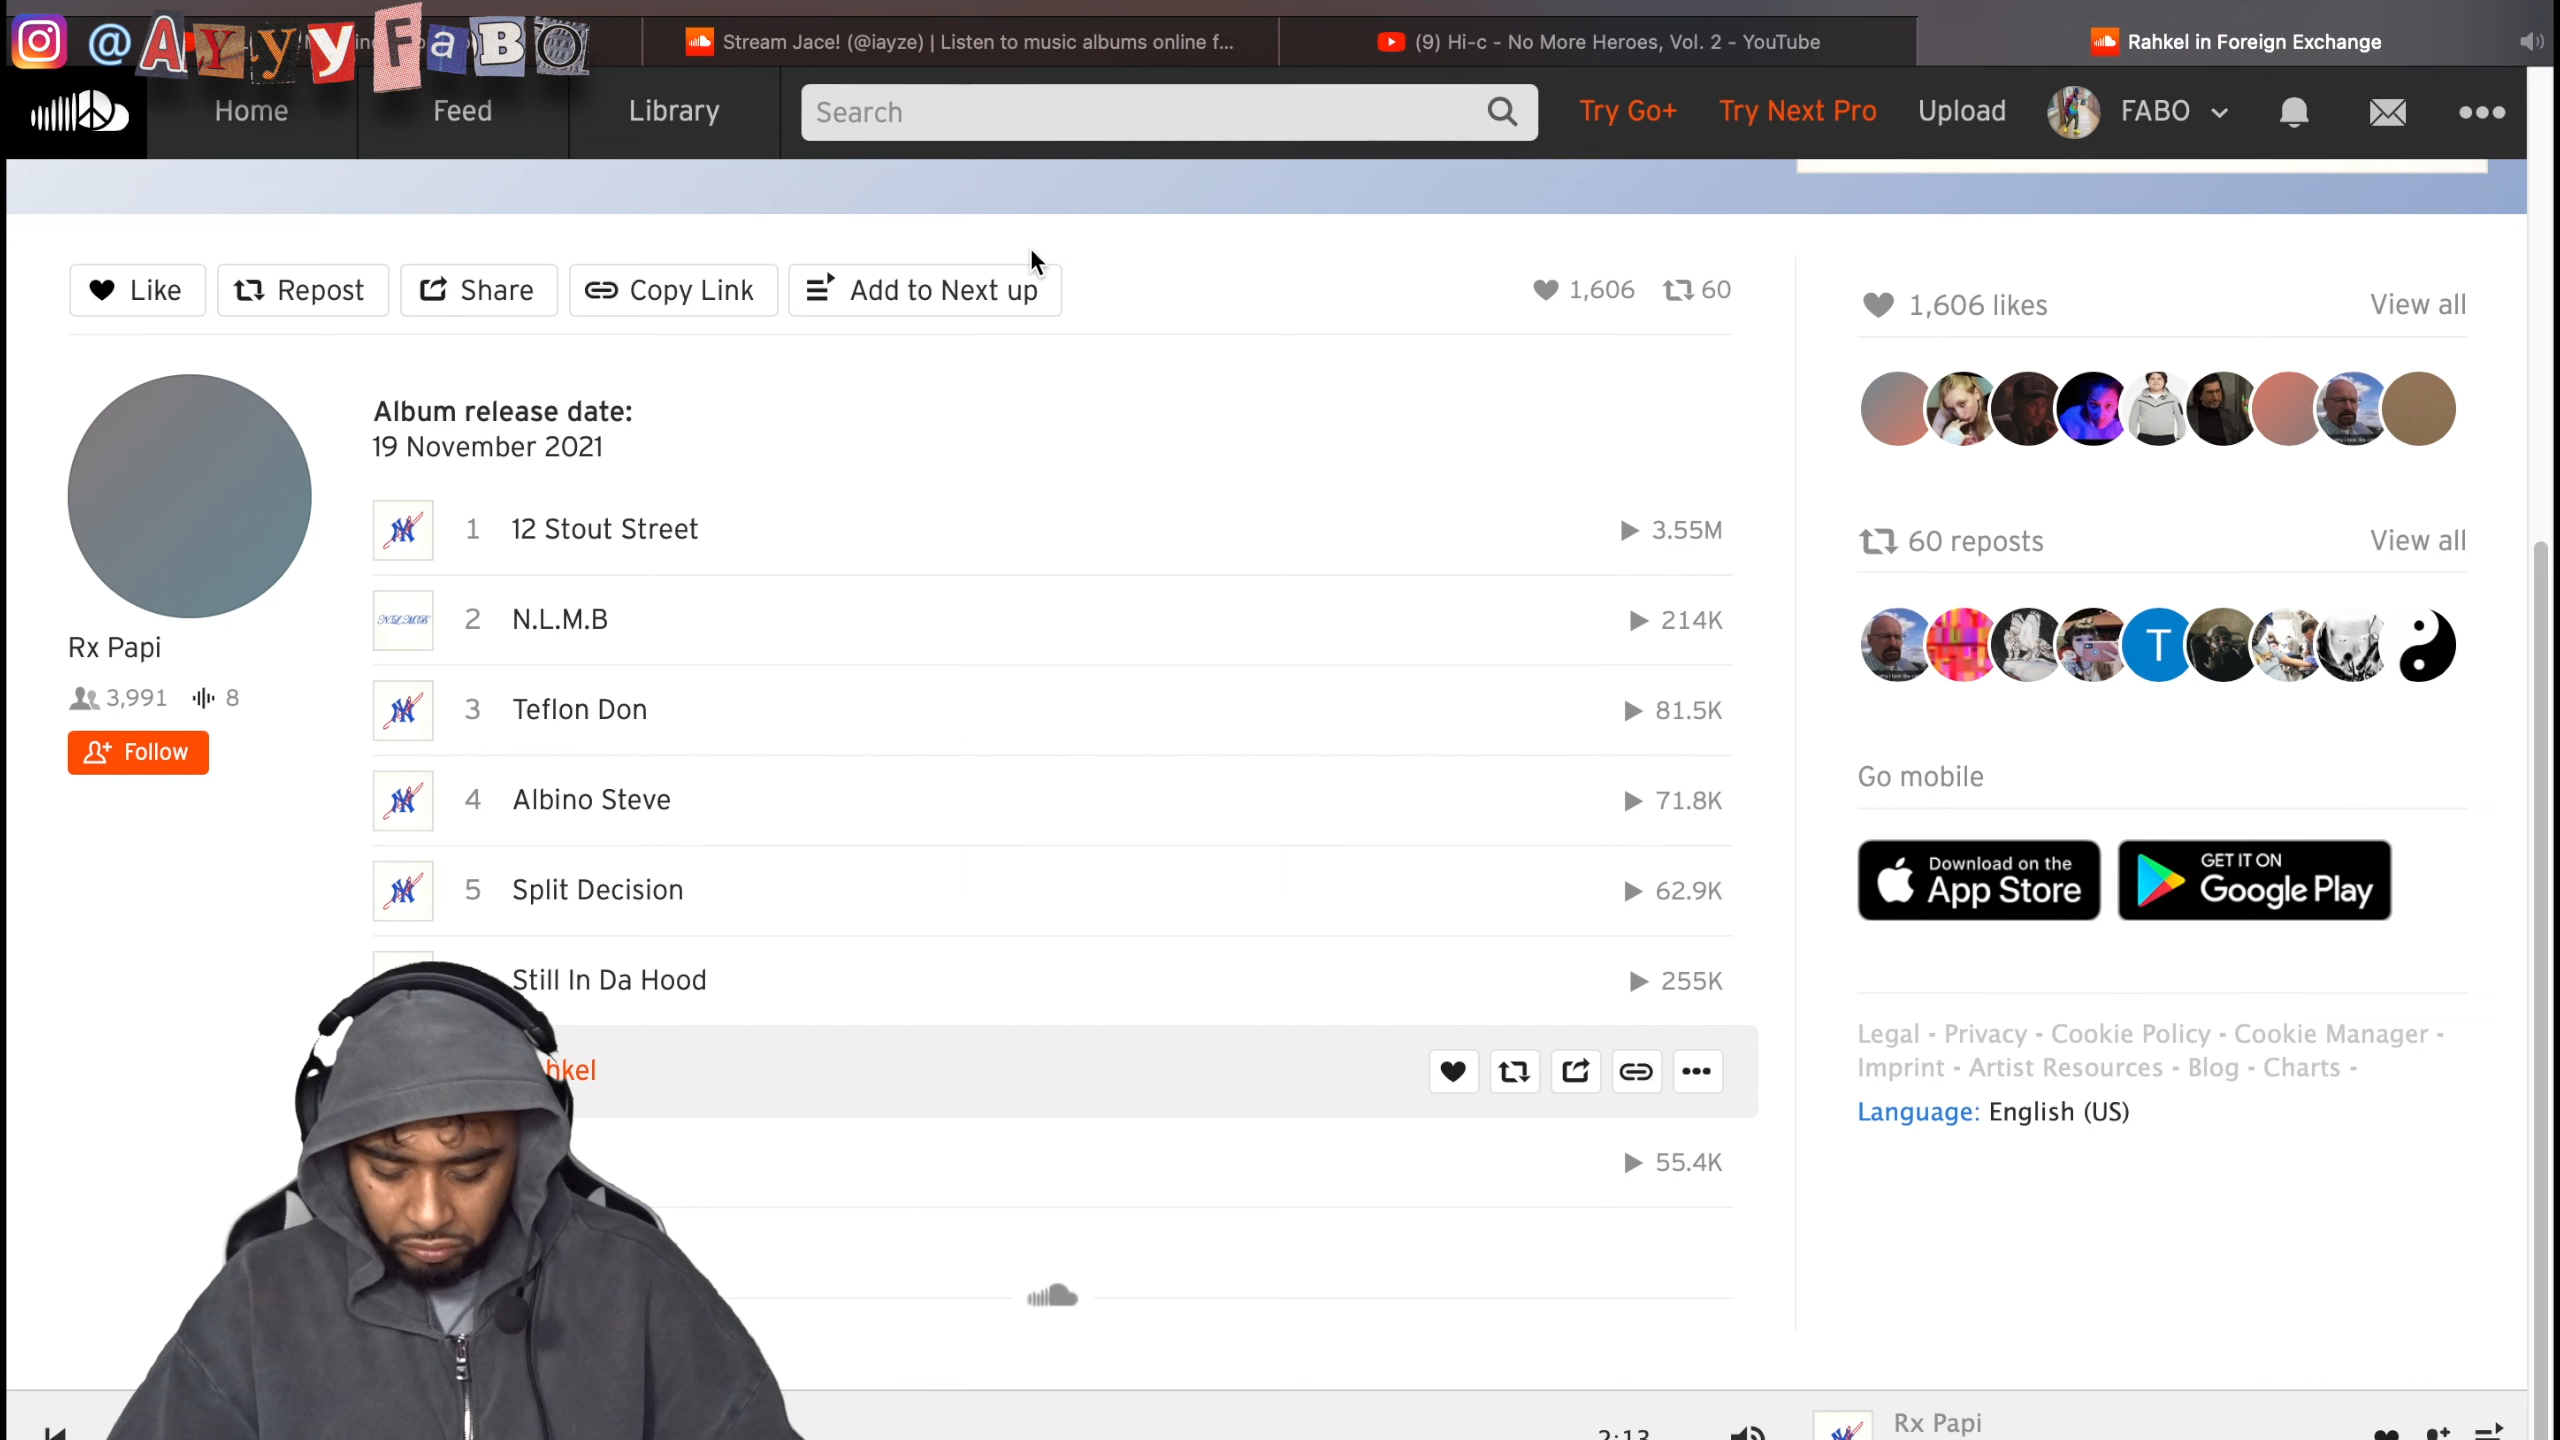 @AYyyFaBO
Stream Jace! (@iayze) | Listen to music albums online f...
(9) Hi-c - No More Heroes, Vol. 2 - YouTube
Rahkel in Foreign Exchange
Home
Feed
Library
Search
Try Go+
Try Next Pro
Upload
FABO
Like
Repost
Share
Copy Link
Add to Next up
1,606
60
1,606 likes
View all
Album release date:
19 November 2021
1 12 Stout Street 3.55M
2 N.L.M.B 214K
N.L.M.B
3 Teflon Don 81.5K
4 Albino Steve 71.8K
5 Split Decision 62.9K
Still In Da Hood 255K
hkel
55.4K
Rx Papi
3,991
8
Follow
60 reposts
View all
T
Go mobile
Download on the
App Store
GET IT ON
Google Play
Legal - Privacy - Cookie Policy - Cookie Manager -
Imprint - Artist Resources - Blog - Charts -
Language: English (US)
2:13
Rx Papi